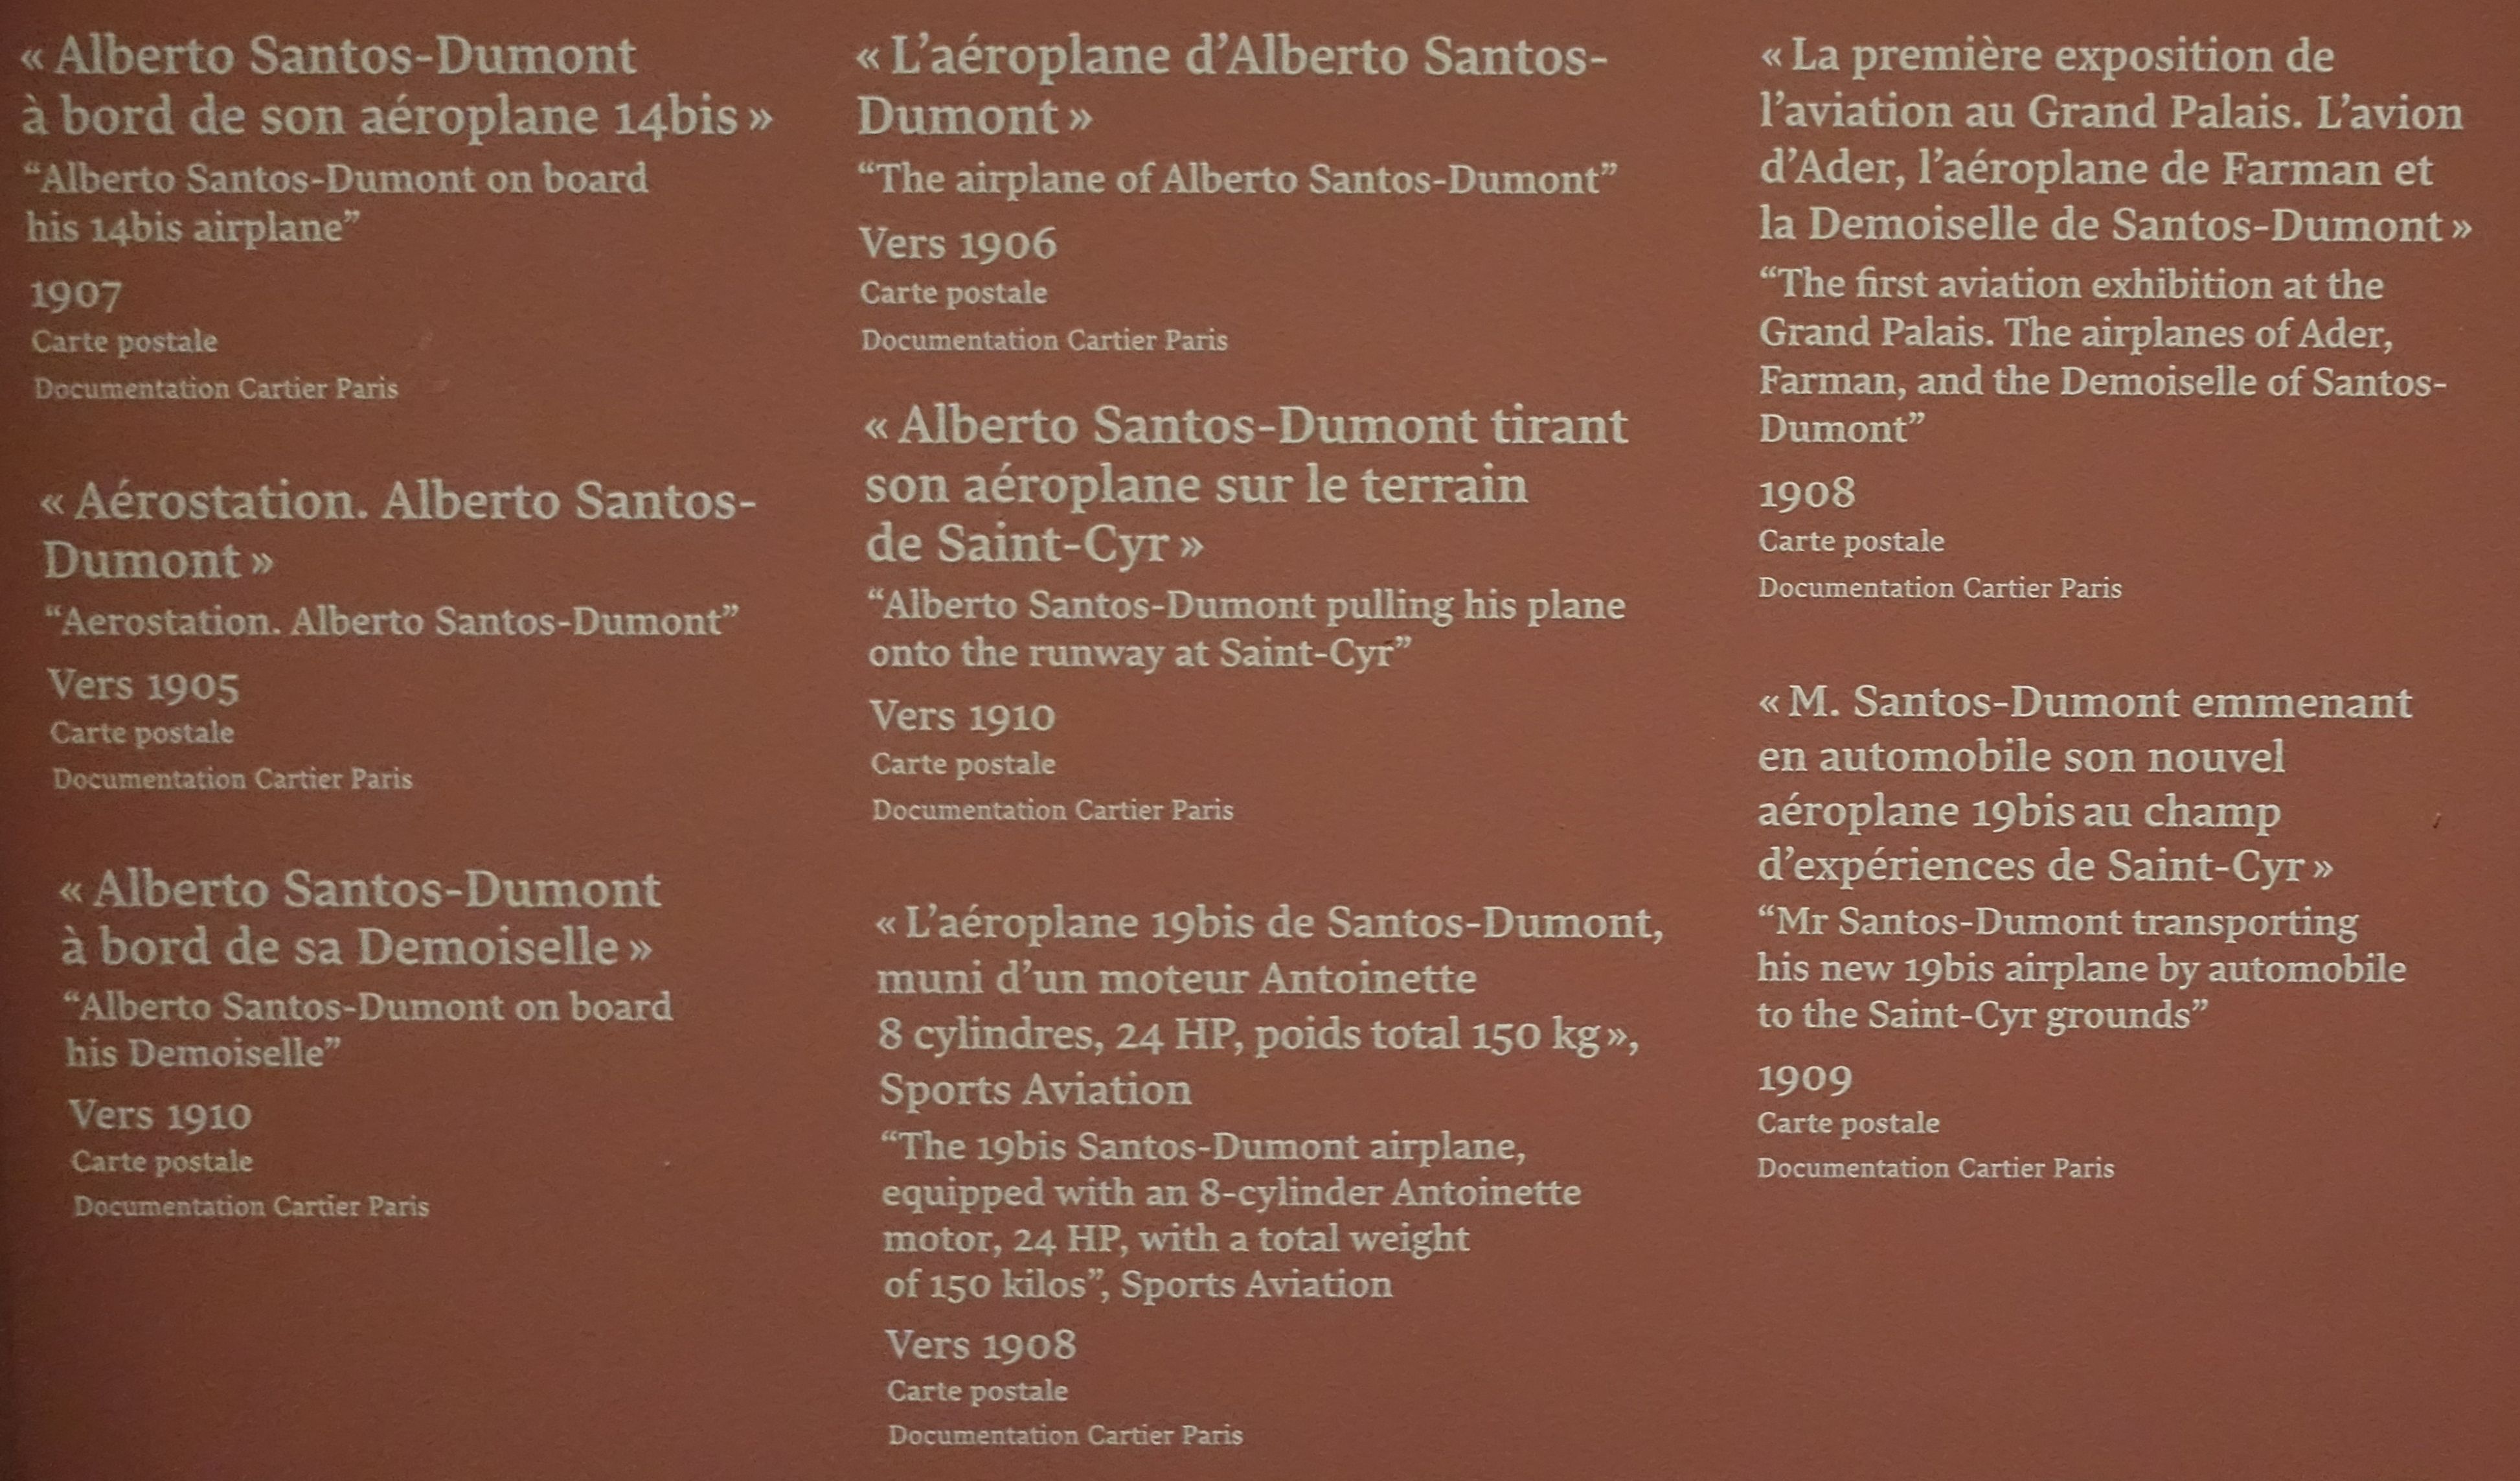 « Alberto Santos-Dumont
à bord de son aéroplane 14bis »
“Alberto Santos-Dumont on board
his 14bis airplane”
1907
Carte postale
Documentation Cartier Paris
« Aérostation. Alberto Santos-
Dumont »
“Aerostation. Alberto Santos-Dumont”
Vers 1905
Carte postale
Documentation Cartier Paris
« Alberto Santos-Dumont
à bord de sa Demoiselle »
“Alberto Santos-Dumont on board
his Demoiselle”
Vers 1910
Carte postale
Documentation Cartier Paris
« L’aéroplane d’Alberto Santos-
Dumont »
“The airplane of Alberto Santos-Dumont”
Vers 1906
Carte postale
Documentation Cartier Paris
« Alberto Santos-Dumont tirant
son aéroplane sur le terrain
de Saint-Cyr »
“Alberto Santos-Dumont pulling his plane
onto the runway at Saint-Cyr”
Vers 1910
Carte postale
Documentation Cartier Paris
« L’aéroplane 19bis de Santos-Dumont,
muni d’un moteur Antoinette
8 cylindres, 24 HP, poids total 150 kg »,
Sports Aviation
“The 19bis Santos-Dumont airplane,
equipped with an 8-cylinder Antoinette
motor, 24 HP, with a total weight
of 150 kilos”, Sports Aviation
Vers 1908
Carte postale
Documentation Cartier Paris
« La première exposition de
l’aviation au Grand Palais. L’avion
d’Ader, l’aéroplane de Farman et
la Demoiselle de Santos-Dumont »
“The first aviation exhibition at the
Grand Palais. The airplanes of Ader,
Farman, and the Demoiselle of Santos-
Dumont”
1908
Carte postale
Documentation Cartier Paris
« M. Santos-Dumont emmenant
en automobile son nouvel
aéroplane 19bis au champ
d’expériences de Saint-Cyr »
“Mr Santos-Dumont transporting
his new 19bis airplane by automobile
to the Saint-Cyr grounds”
1909
Carte postale
Documentation Cartier Paris